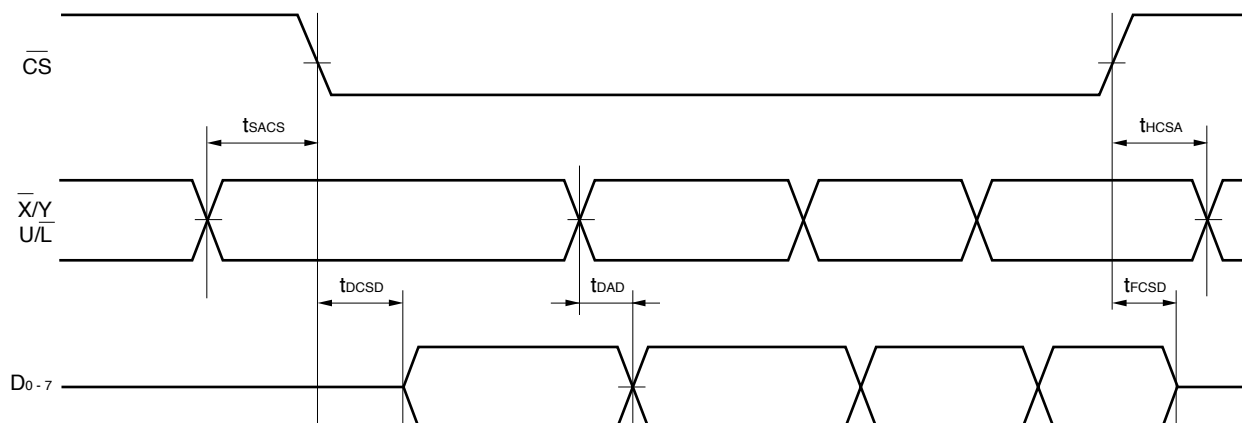 CS
tSACS
tHCSA
X/Y
U/L
tDCSD
tDAD
tFCSD
D0 - 7